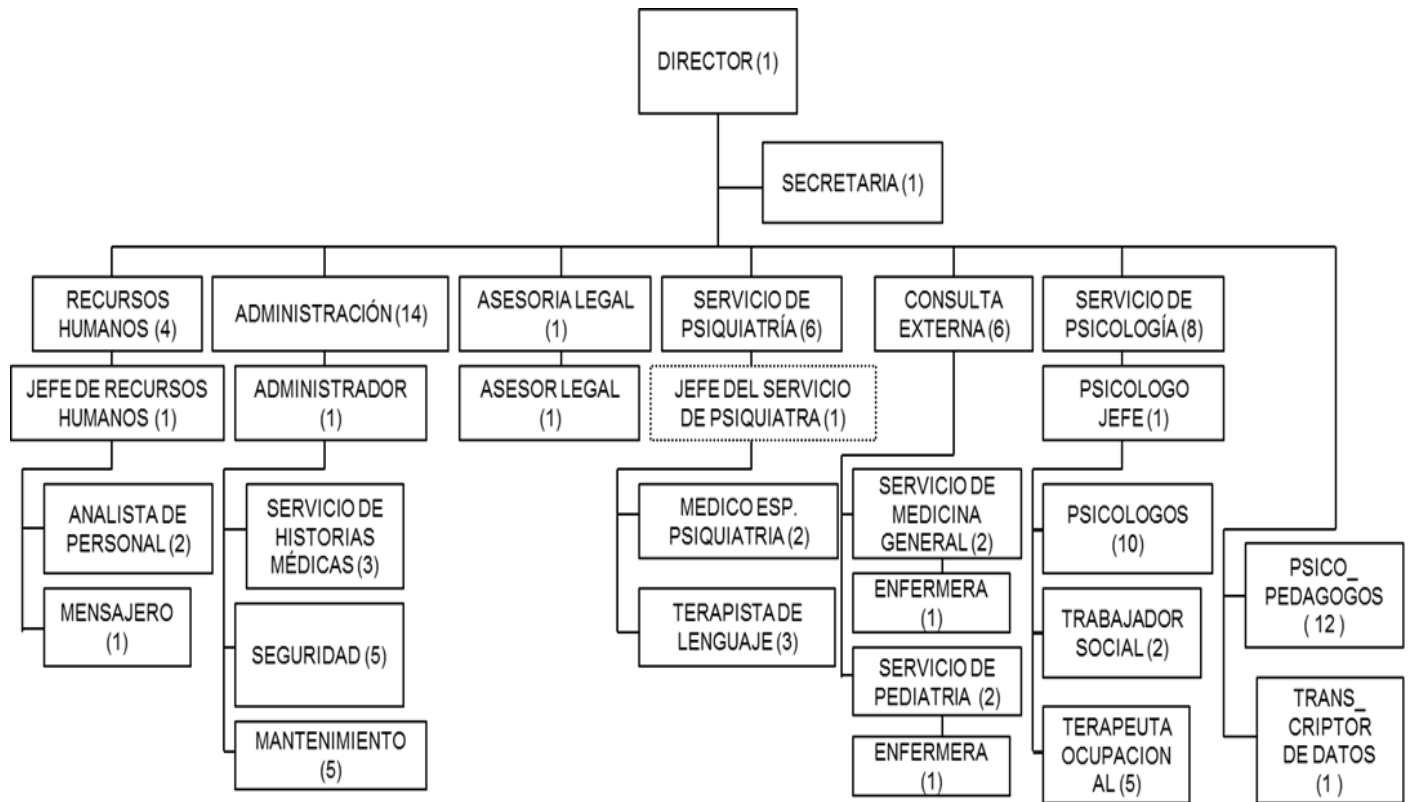 DIRECTOR (1)
SECRETARIA (1)
RECURSOS
HUMANOS (4)
ADMINISTRACIÓN (14)
ASESORIA LEGAL
(1)
SERVICIO DE
PSIQUIATRÍA (6)
CONSULTA
EXTERNA (6)
SERVICIO DE
PSICOLOGÍA (8)
JEFE DE RECURSOS
HUMANOS (1)
ADMINISTRADOR
(1)
ASESOR LEGAL
(1)
JEFE DEL SERVICIO
DE PSIQUIATRA (1)
PSICOLOGO
JEFE (1)
ANALISTA DE
PERSONAL (2)
MENSAJERO
(1)
SERVICIO DE
HISTORIAS
MÉDICAS (3)
SEGURIDAD (5)
MANTENIMIENTO
(5)
MEDICO ESP.
PSIQUIATRIA (2)
TERAPISTA DE
LENGUAJE (3)
SERVICIO DE
MEDICINA
GENERAL (2)
ENFERMERA
(1)
SERVICIO DE
PEDIATRIA (2)
ENFERMERA
(1)
PSICOLOGOS
(10)
TRABAJADOR
SOCIAL (2)
TERAPEUTA
OCUPACION
AL (5)
PSICO_
PEDAGOGOS
( 12 )
TRANS_
CRIPTOR
DE DATOS
(1 )